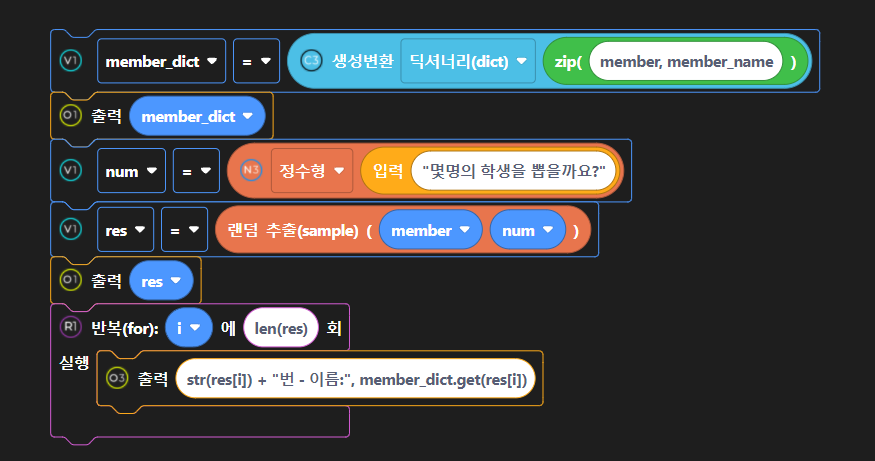 V1 member_dict = C3 생성변환 딕셔너리(dict) zip( member, member_name )
O1 출력 member_dict
V1 num = N3 정수형 입력 "몇명의 학생을 뽑을까요?"
V1 res = 랜덤 추출(sample) ( member num )
O1 출력 res
R1 반복(for): i 에 len(res) 회
실행 O3 출력 str(res[i]) + "번 - 이름:", member_dict.get(res[i])